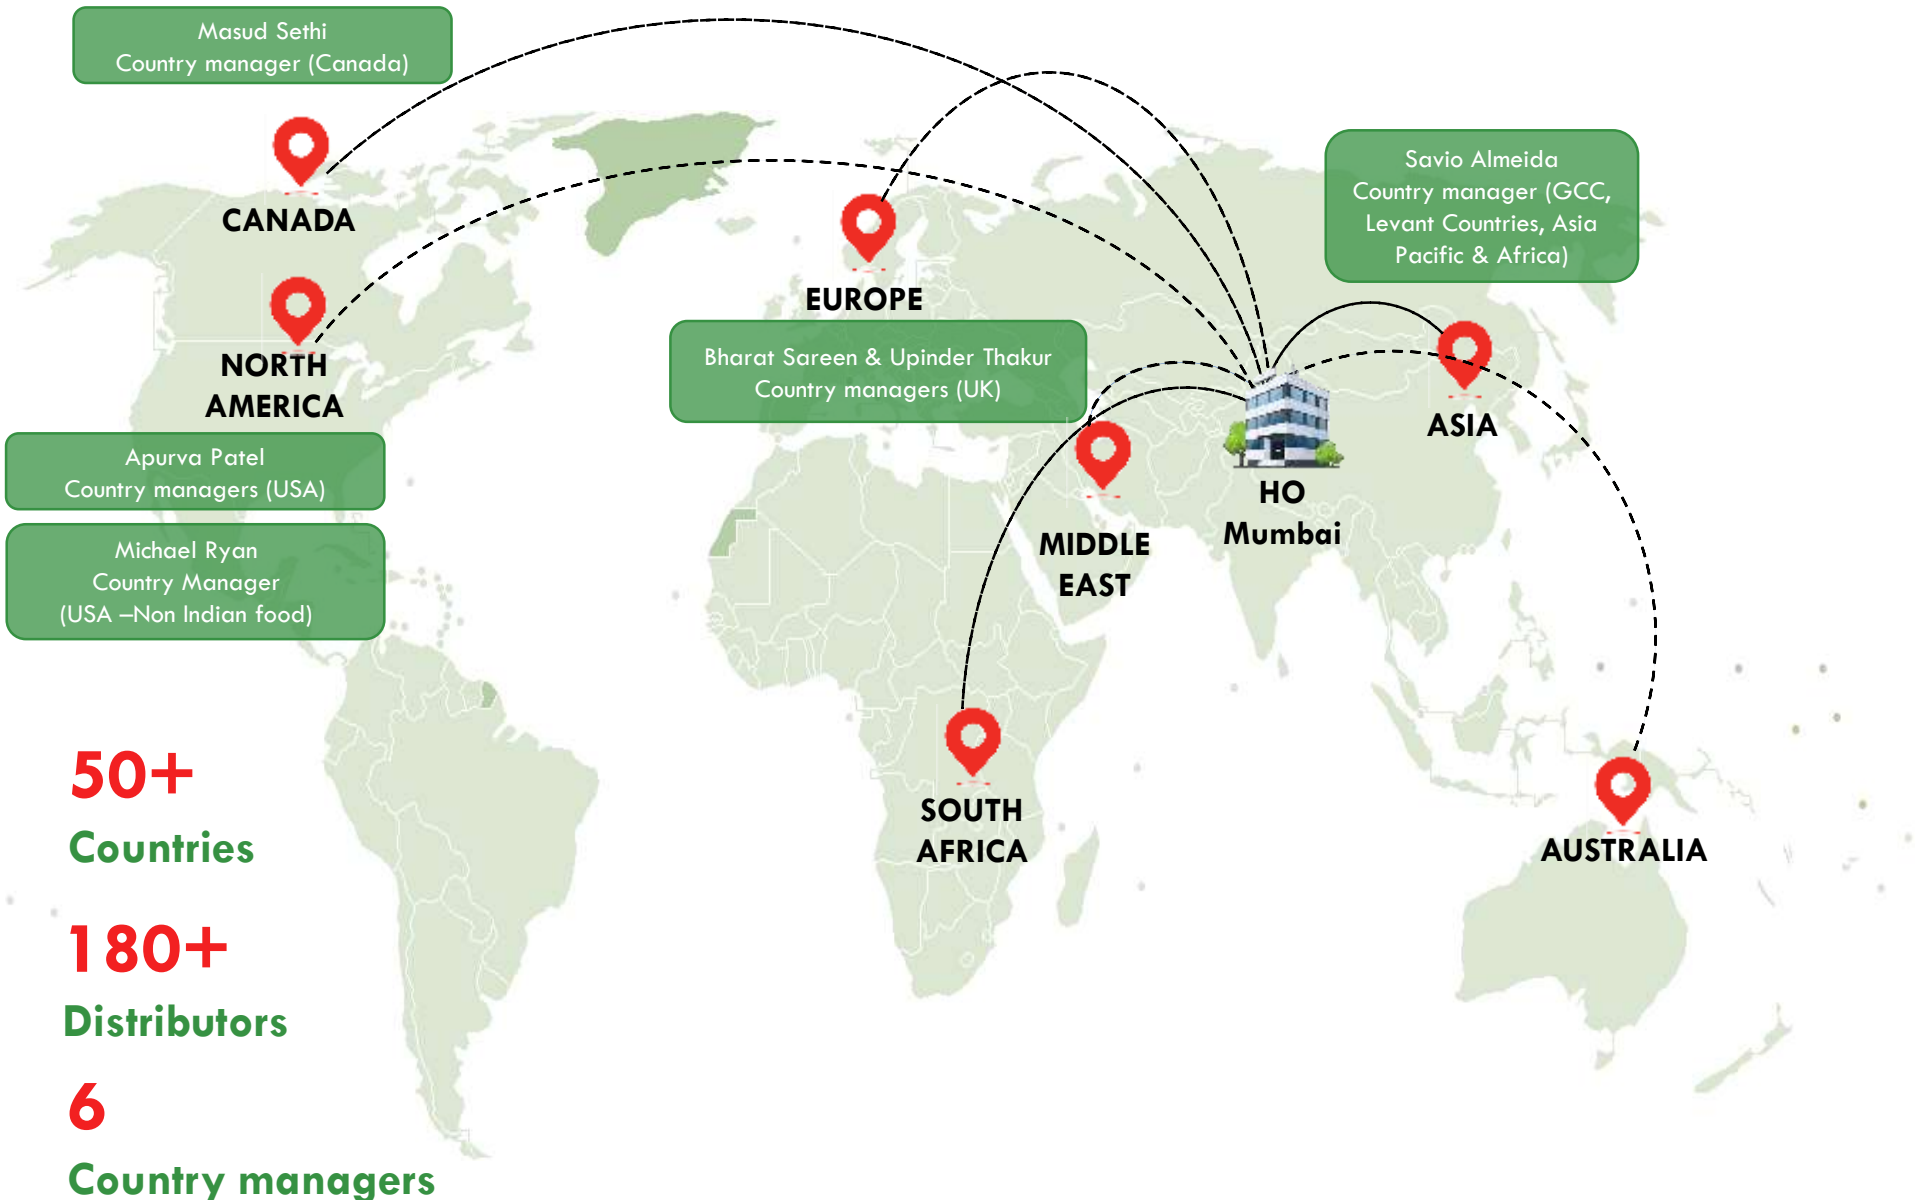 Masud Sethi
Country manager (Canada)
CANADA
NORTH
AMERICA
Apurva Patel
Country managers (USA)
Michael Ryan
Country Manager
(USA –Non Indian food)
EUROPE
Bharat Sareen & Upinder Thakur
Country managers (UK)
Savio Almeida
Country manager (GCC,
Levant Countries, Asia
Pacific & Africa)
ASIA
HO
Mumbai
MIDDLE
EAST
SOUTH
AFRICA
AUSTRALIA
50+
Countries
180+
Distributors
6
Country managers